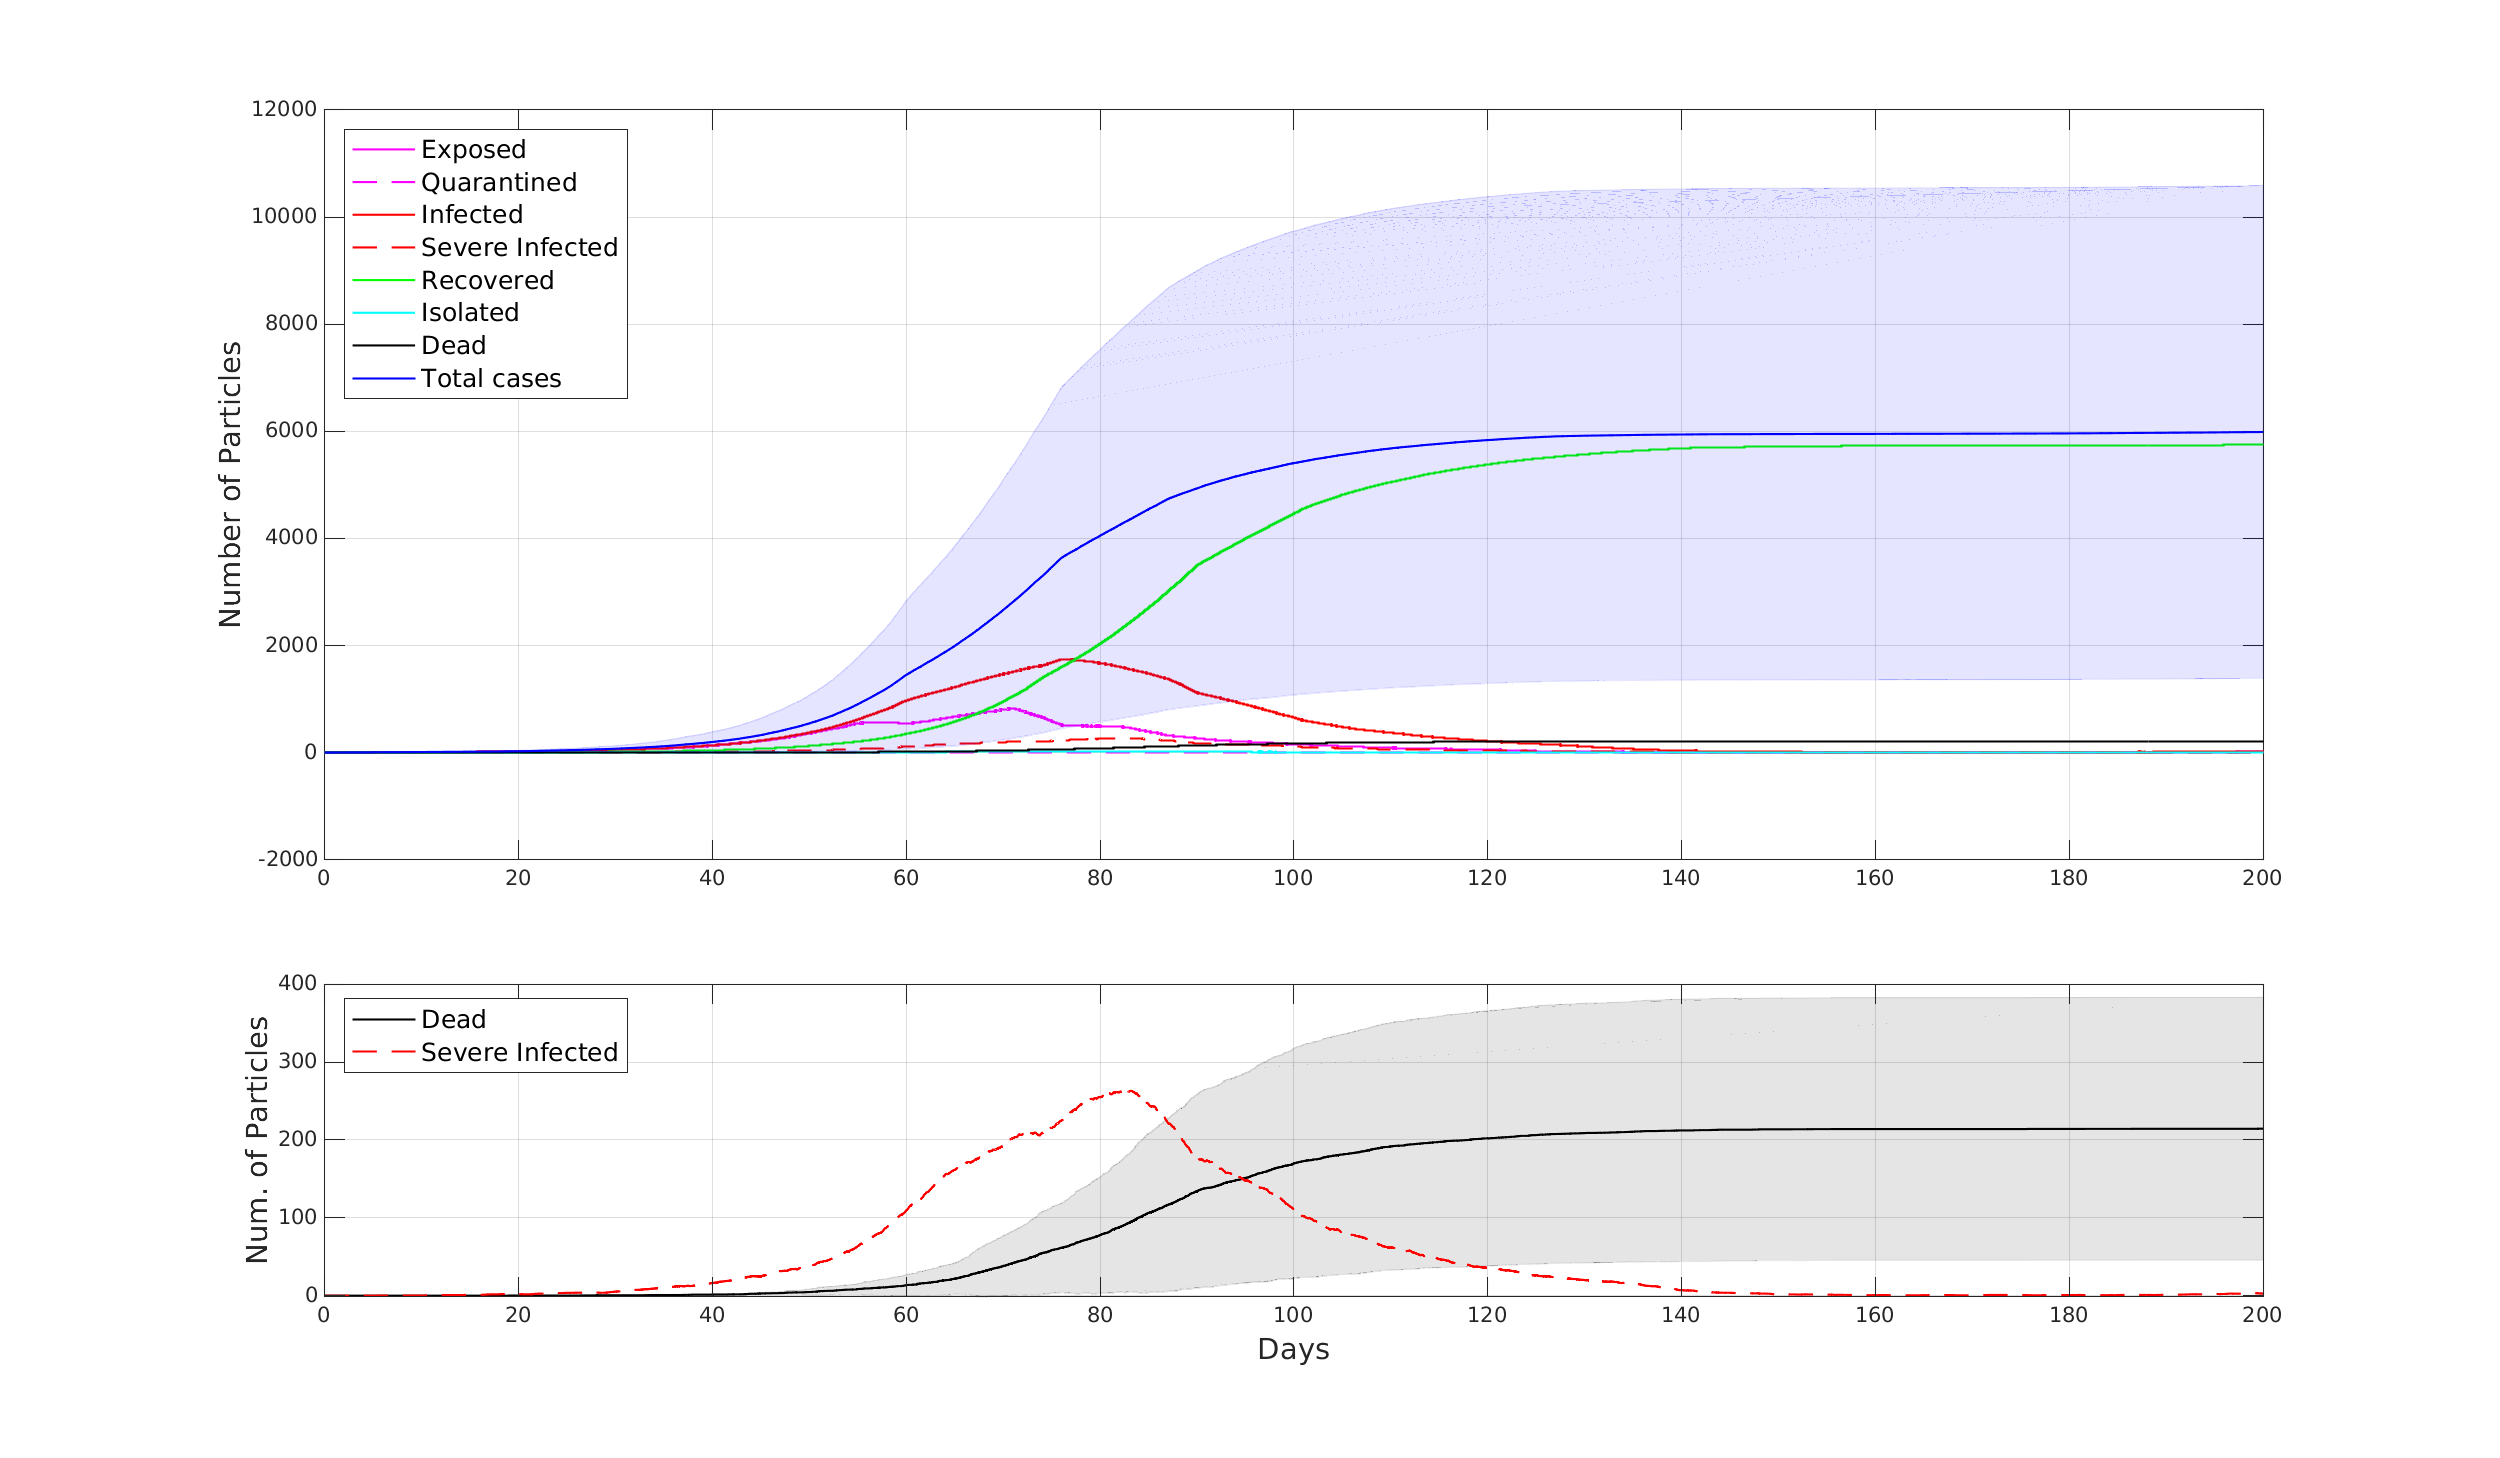 12000
10000
8000
6000
4000
2000
0
-2000
Number of Particles
Exposed
Quarantined
Infected
Severe Infected
Recovered
Isolated
Dead
Total cases
0 20 40 60 80 100 120 140 160 180 200
400
300
200
100
0
Num. of Particles
Dead
Severe Infected
0 20 40 60 80 100 120 140 160 180 200
Days